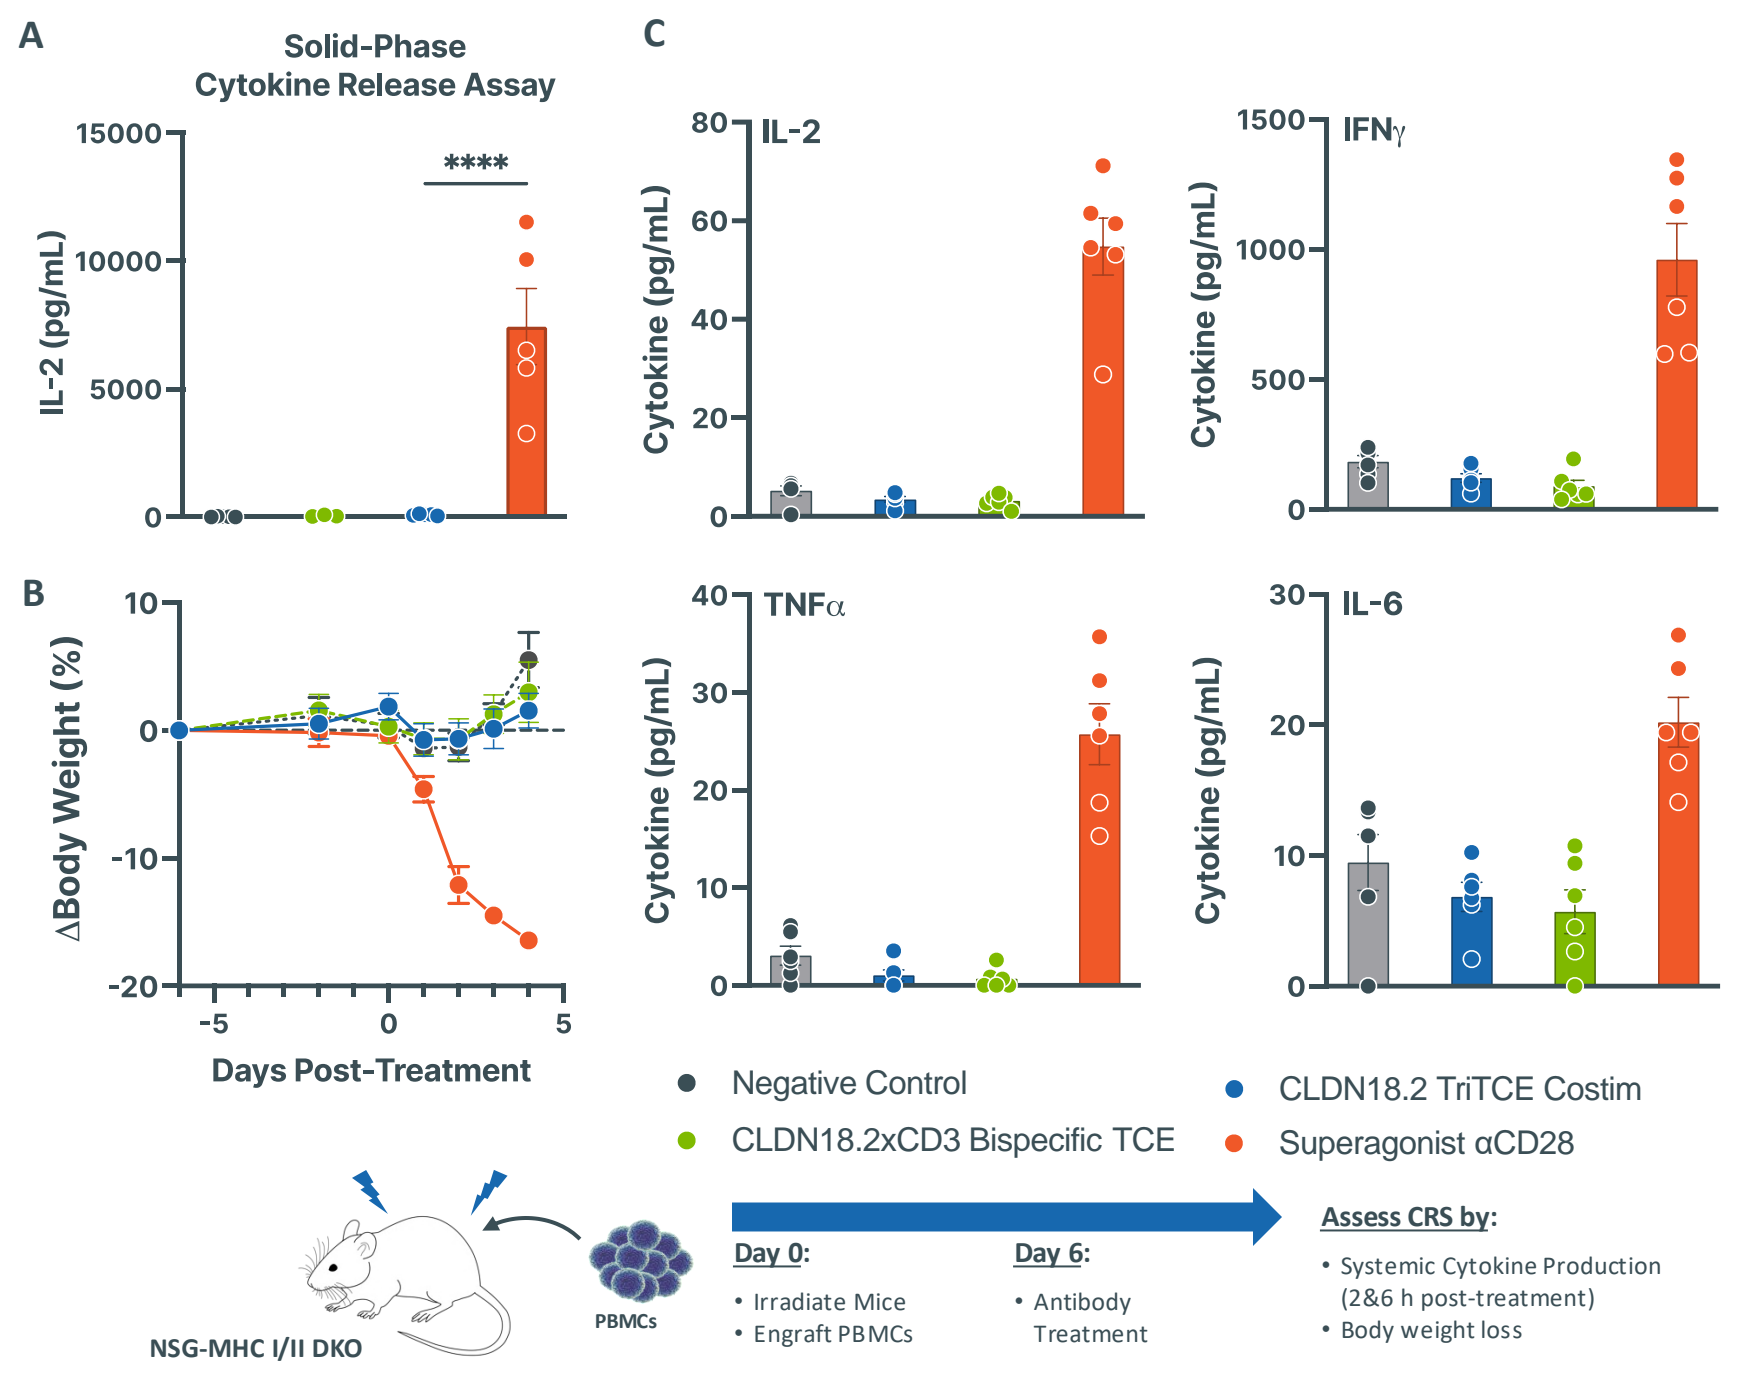 A
Solid-Phase
Cytokine Release Assay
15000
10000
5000
0
IL-2 (pg/mL)
****
B
10
0
-10
-20
ΔBody Weight (%)
-5
0
5
Days Post-Treatment
C
IL-2
80
60
40
20
0
Cytokine (pg/mL)
IFNγ
1500
1000
500
0
Cytokine (pg/mL)
TNFα
40
30
20
10
0
Cytokine (pg/mL)
IL-6
30
20
10
0
Cytokine (pg/mL)
Negative Control
CLDN18.2xCD3 Bispecific TCE
CLDN18.2 TriTCE Costim
Superagonist αCD28
NSG-MHC I/II DKO
PBMCs
Day 0:
• Irradiate Mice
• Engraft PBMCs
Day 6:
• Antibody
Treatment
Assess CRS by:
• Systemic Cytokine Production
(2&6 h post-treatment)
• Body weight loss